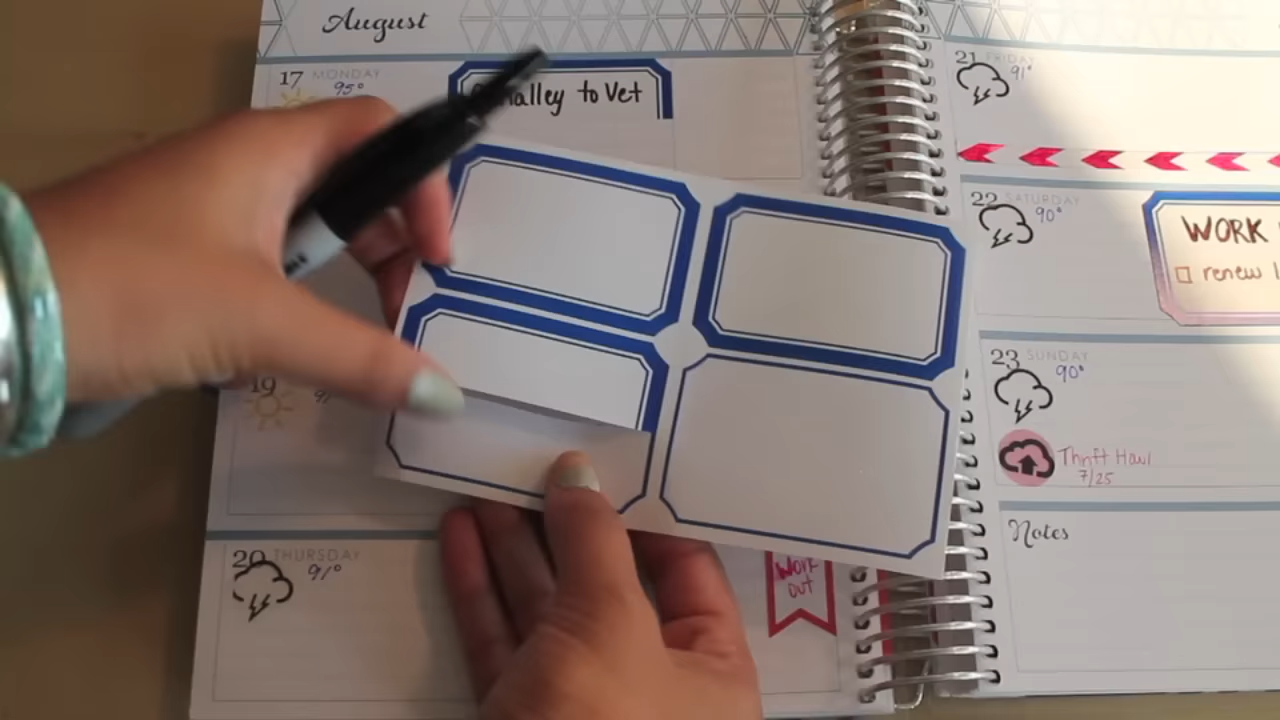 August
17 MONDAY
95°
to Vet
19
20 THURSDAY
91°
Work
out
21 FRIDAY
91°
22 SATURDAY
90°
WORK
renew
23 SUNDAY
90°
Thrift Haul
7/25
Notes